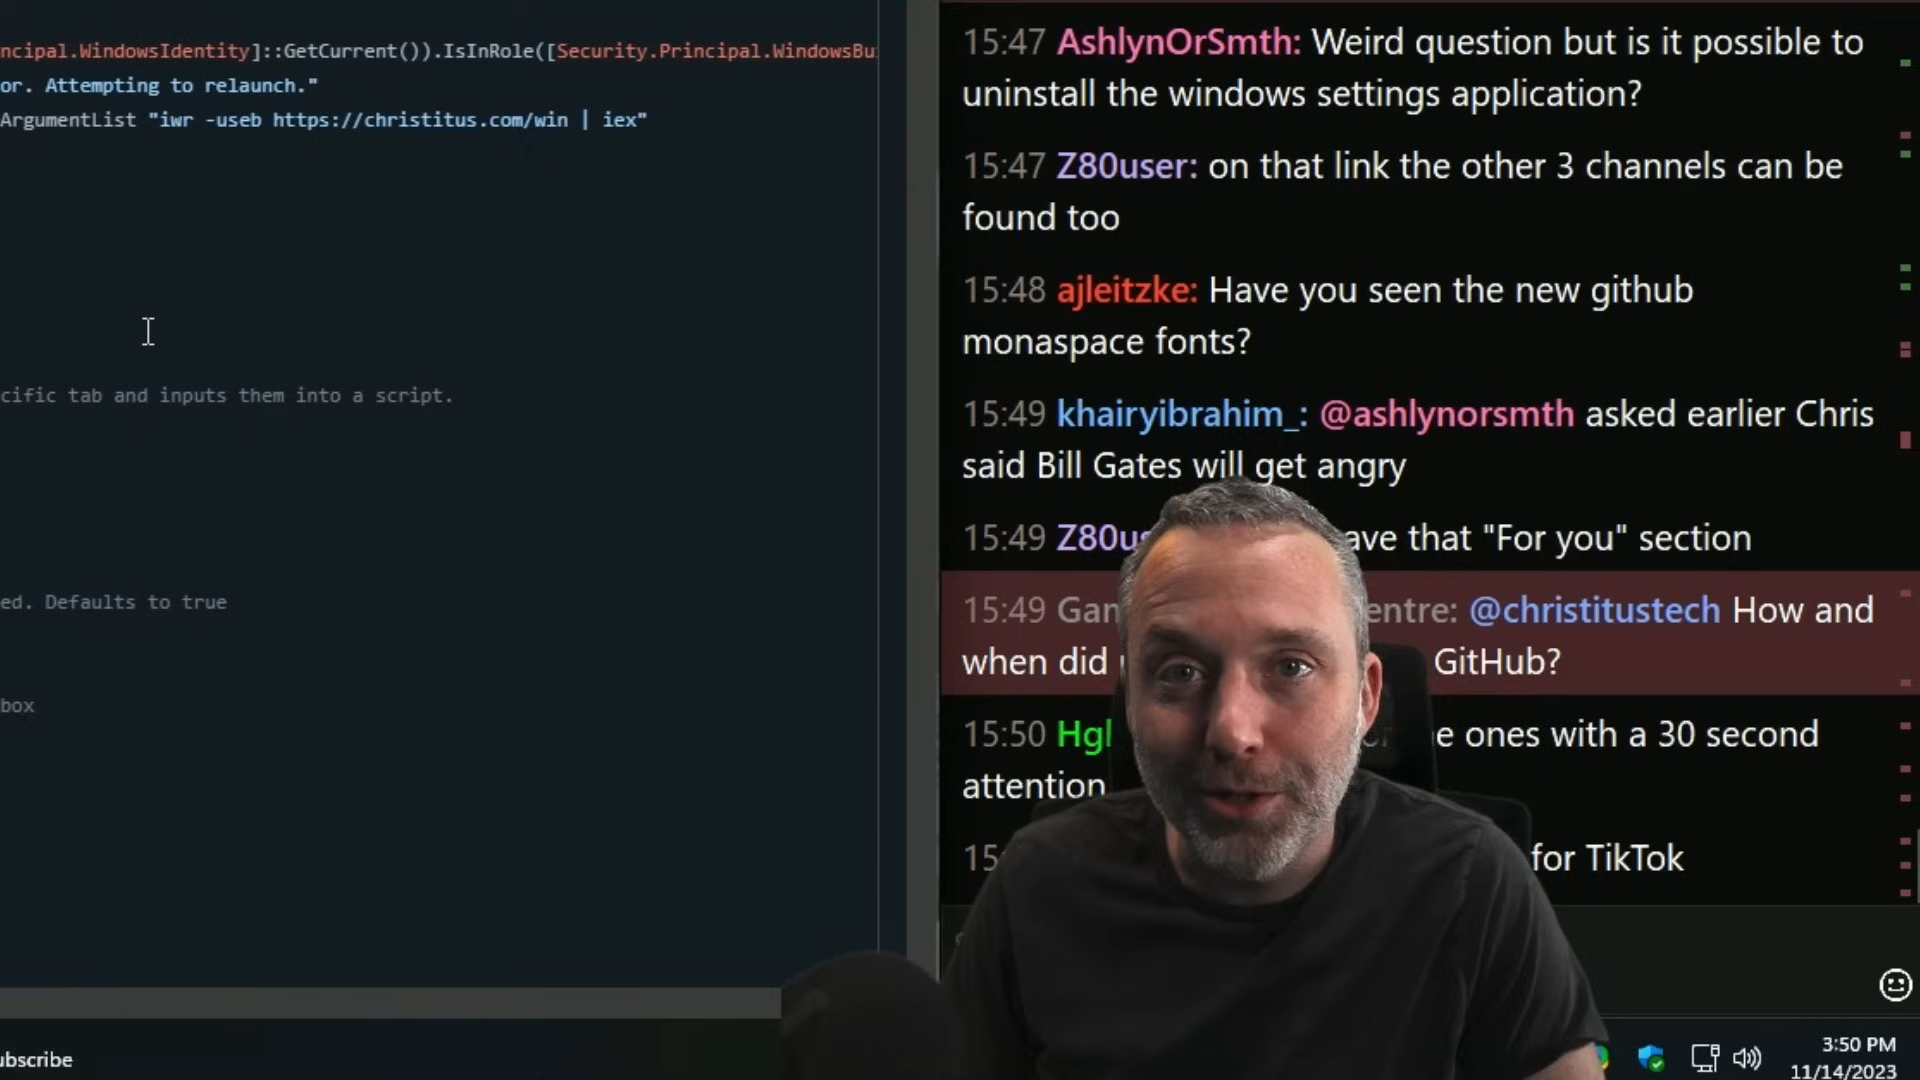 ncipal.WindowsIdentity]::GetCurrent()).IsInRole([Security.Principal.WindowsBu
or. Attempting to relaunch."
ArgumentList "iwr -useb https://christitus.com/win | iex"
cific tab and inputs them into a script.
ed. Defaults to true
box
ubscribe
15:47 AshlynOrSmth: Weird question but is it possible to
uninstall the windows settings application?
15:47 Z80user: on that link the other 3 channels can be
found too
15:48 ajleitzke: Have you seen the new github
monaspace fonts?
15:49 khairyibrahim_: @ashlynorsmth asked earlier Chris
said Bill Gates will get angry
15:49 Z80u ave that "For you" section
15:49 Gam entre: @christitustech How and
when did GitHub?
15:50 Hgl e ones with a 30 second
attention
15 for TikTok
3:50 PM
11/14/2023